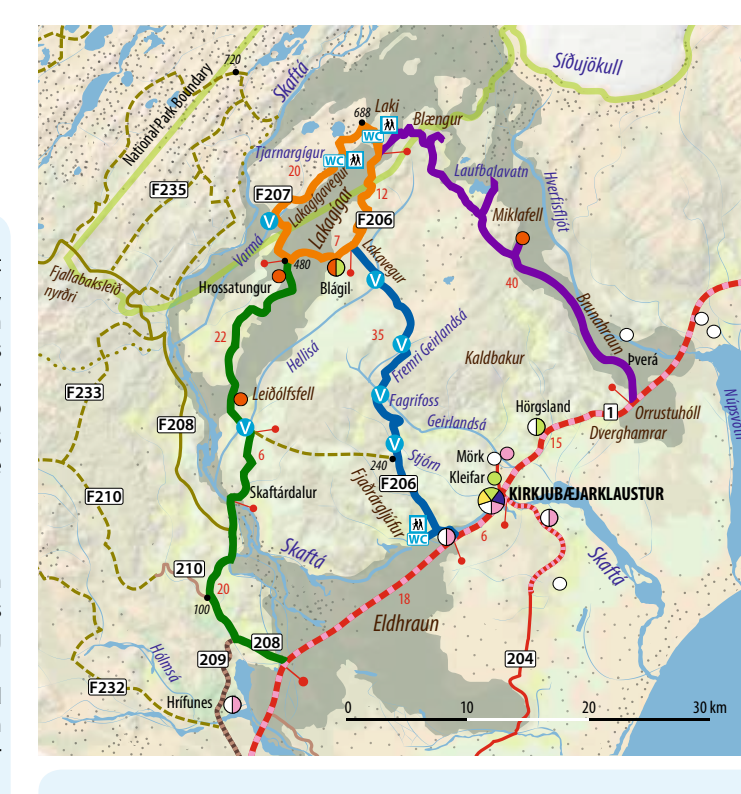 Síðujökull
720
Skaftá
National Park Boundary
688
Laki
Blængur
WC
Tjarnargígur
WC
20
Laufbalavatn
Hverfisfljót
F235
F207
Lakagígavegur
12
V
Lakagígar
F206
Miklafell
Varmá
7
Lakavegur
480
40
Fjallabaksleið
nyrðri
Hrossatungur
Blágil
V
Brunahraun
22
35
V
Fremri Geirlandsá
Hellisá
Kaldbakur
Þverá
F233
Leiðólfsfell
V
Fagrifoss
Núpsvötn
Hörgsland
1
Orrustuhóll
F208
V
Geirlandsá
15
Dverghamrar
V
6
240
Stjórn
Mörk
Kleifar
F210
Skaftárdalur
F206
Fjaðrárgljúfur
KIRKJUBÆJARKLAUSTUR
WC
6
Skaftá
Skaftá
210
20
18
100
Eldhraun
208
209
204
Hólmsá
F232
Hrífunes
0
10
20
30 km